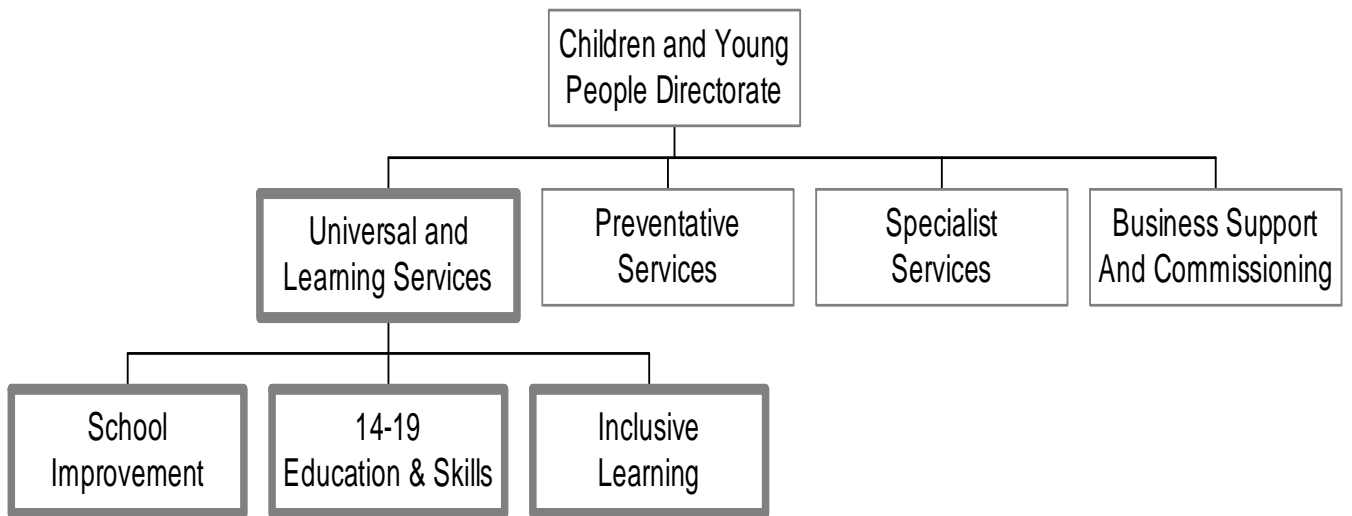 Children and Young
People Directorate
Universal and
Learning Services
Preventative
Services
Specialist
Services
Business Support
And Commissioning
School
Improvement
14-19
Education & Skills
Inclusive
Learning